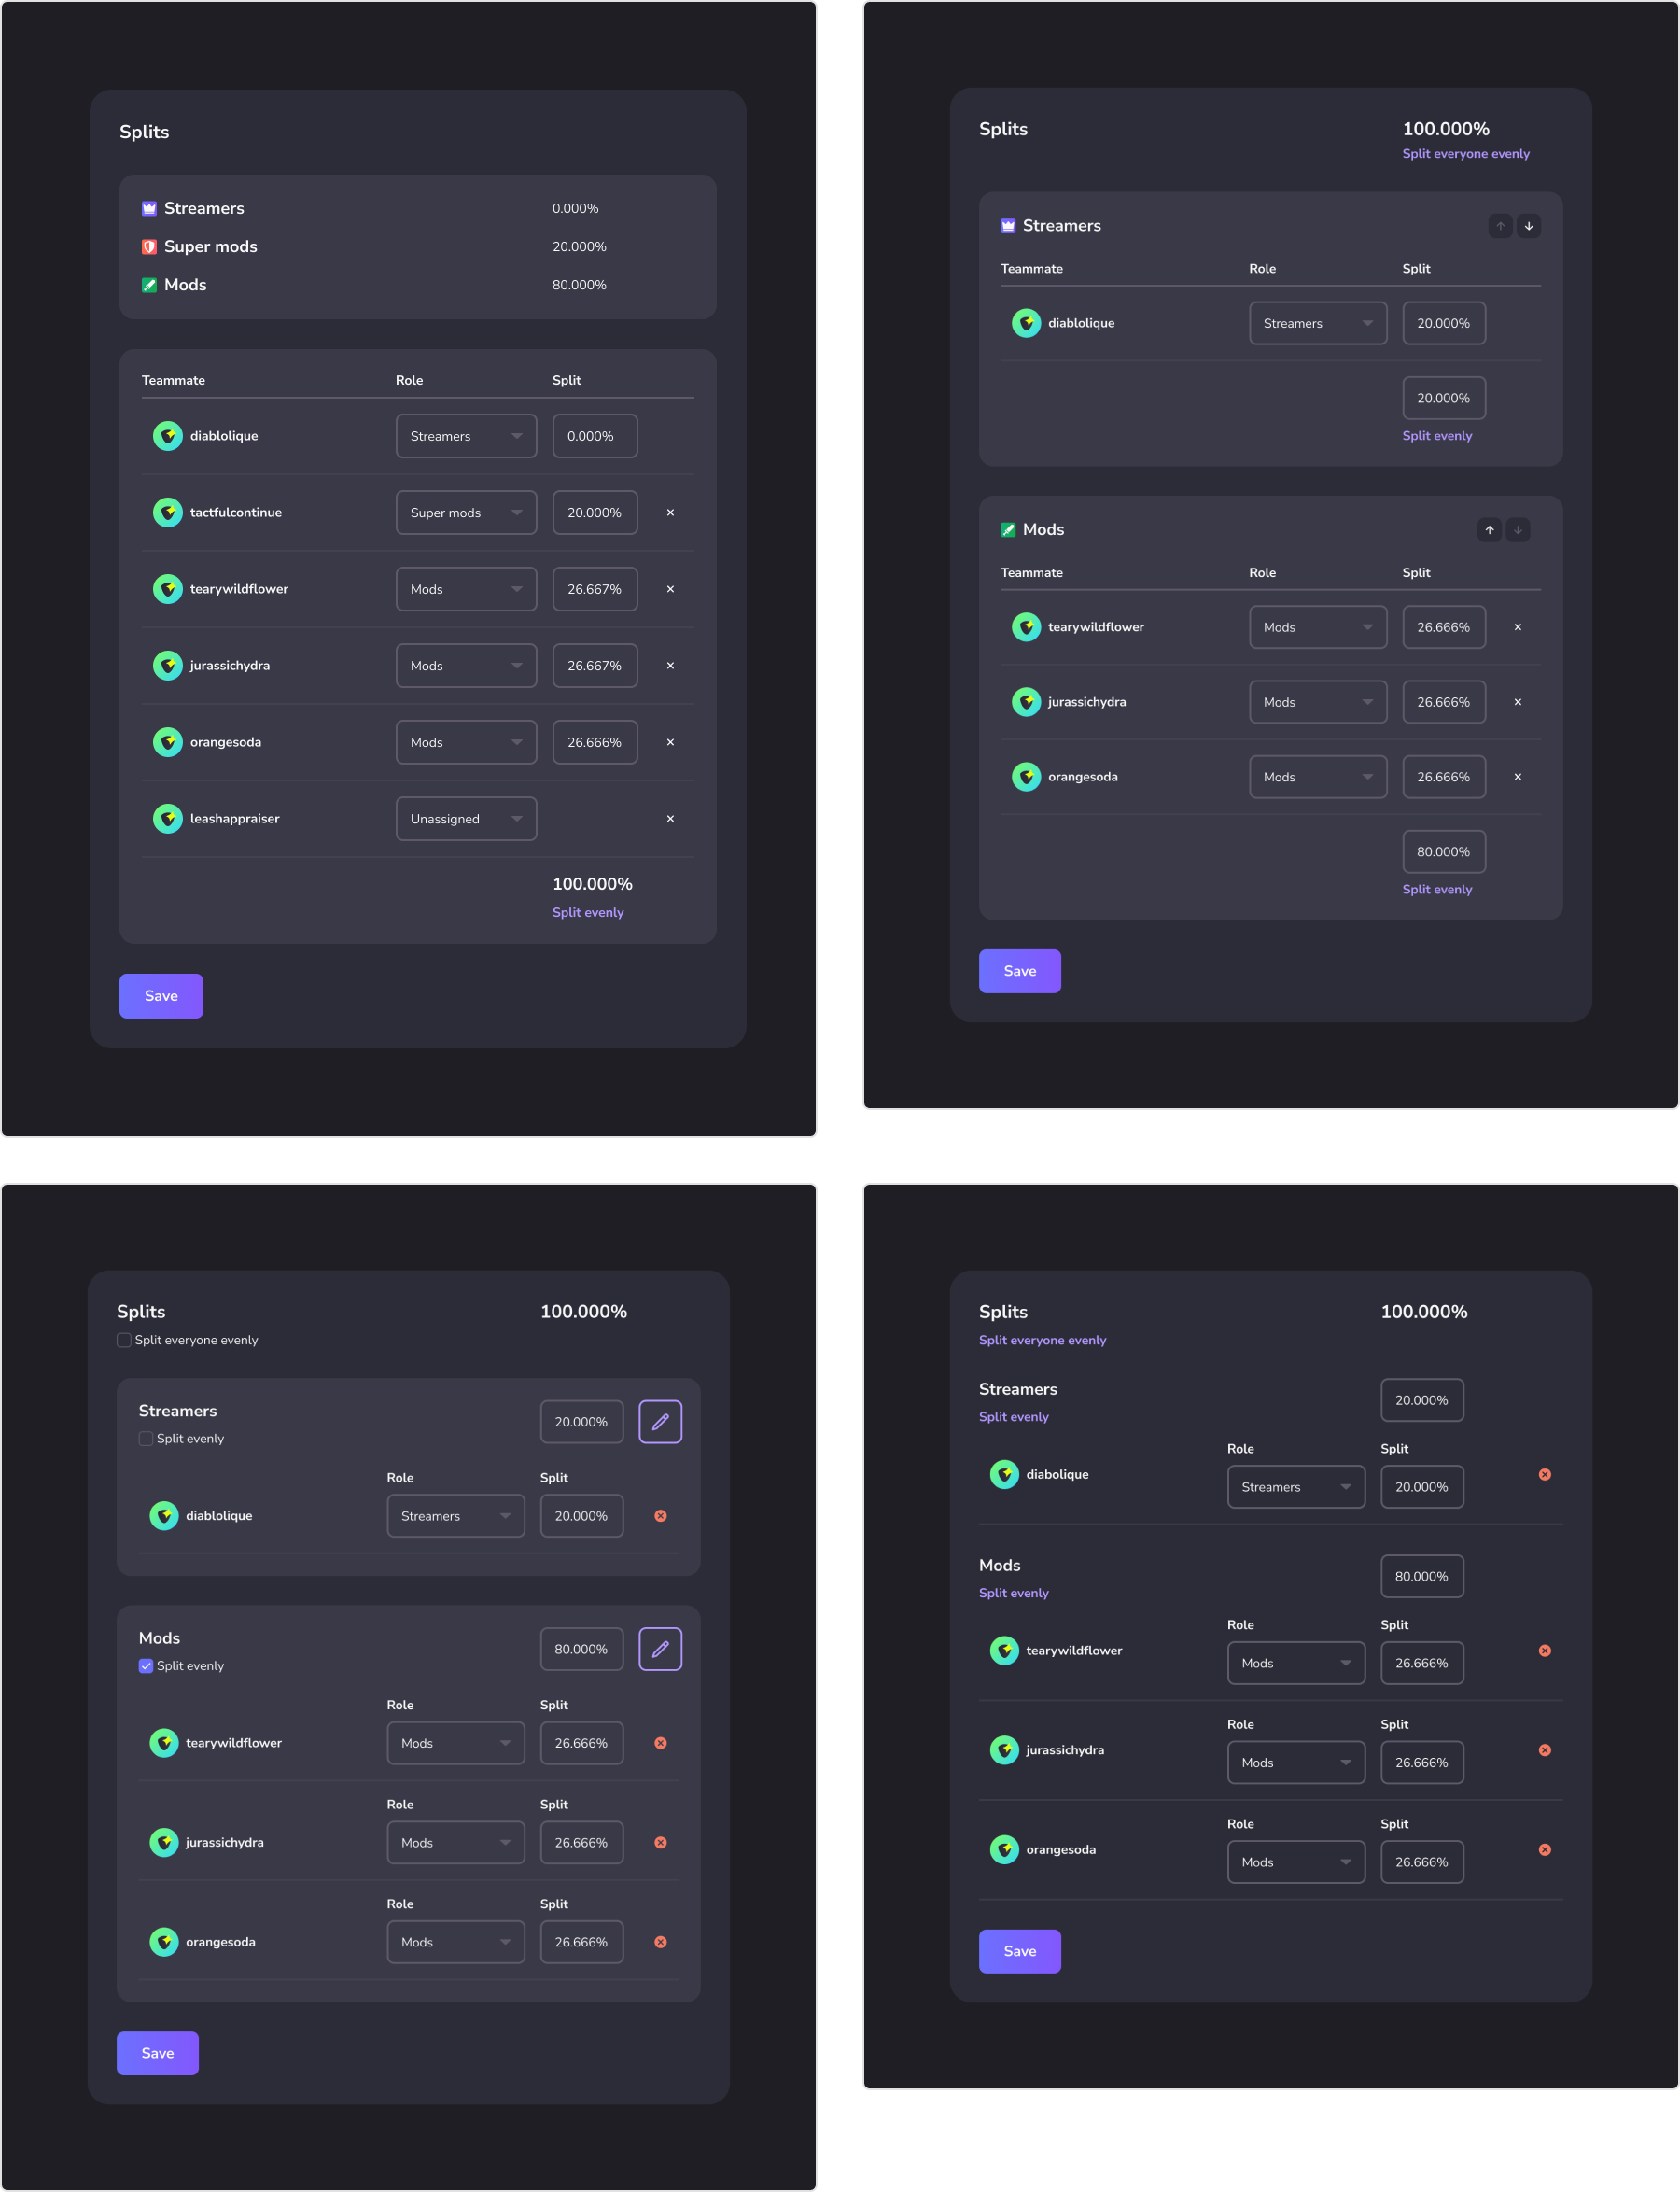 Splits
Streamers 0.000%
Super mods 20.000%
Mods 80.000%
Teammate Role Split
diablolique Streamers 0.000%
tactfulcontinue Super mods 20.000%
tearywildflower Mods 26.667%
jurassichydra Mods 26.667%
orangesoda Mods 26.666%
leashappraiser Unassigned
100.000%
Split evenly
Save
Splits 100.000%
Split everyone evenly
Streamers
Teammate Role Split
diablolique Streamers 20.000%
20.000%
Split evenly
Mods
Teammate Role Split
tearywildflower Mods 26.666%
jurassichydra Mods 26.666%
orangesoda Mods 26.666%
80.000%
Split evenly
Save
Splits 100.000%
Split everyone evenly
Streamers 20.000%
Split evenly
Role Split
diablolique Streamers 20.000%
Mods 80.000%
Split evenly
Role Split
tearywildflower Mods 26.666%
Role Split
jurassichydra Mods 26.666%
Role Split
orangesoda Mods 26.666%
Save
Splits 100.000%
Split everyone evenly
Streamers 20.000%
Split evenly
Role Split
diabolique Streamers 20.000%
Mods 80.000%
Split evenly
Role Split
tearywildflower Mods 26.666%
Role Split
jurassichydra Mods 26.666%
Role Split
orangesoda Mods 26.666%
Save